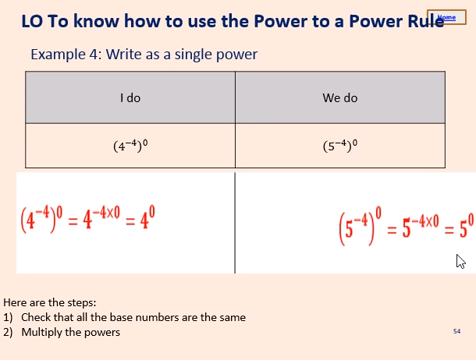 LO To know how to use the Power to a Power Rule
Home
Example 4: Write as a single power
I do
We do
(4⁻⁴)⁰
(5⁻⁴)⁰
(4⁻⁴)⁰ = 4⁻⁴ˣ⁰ = 4⁰
(5⁻⁴)⁰ = 5⁻⁴ˣ⁰ = 5⁰
Here are the steps:
1) Check that all the base numbers are the same
2) Multiply the powers
54